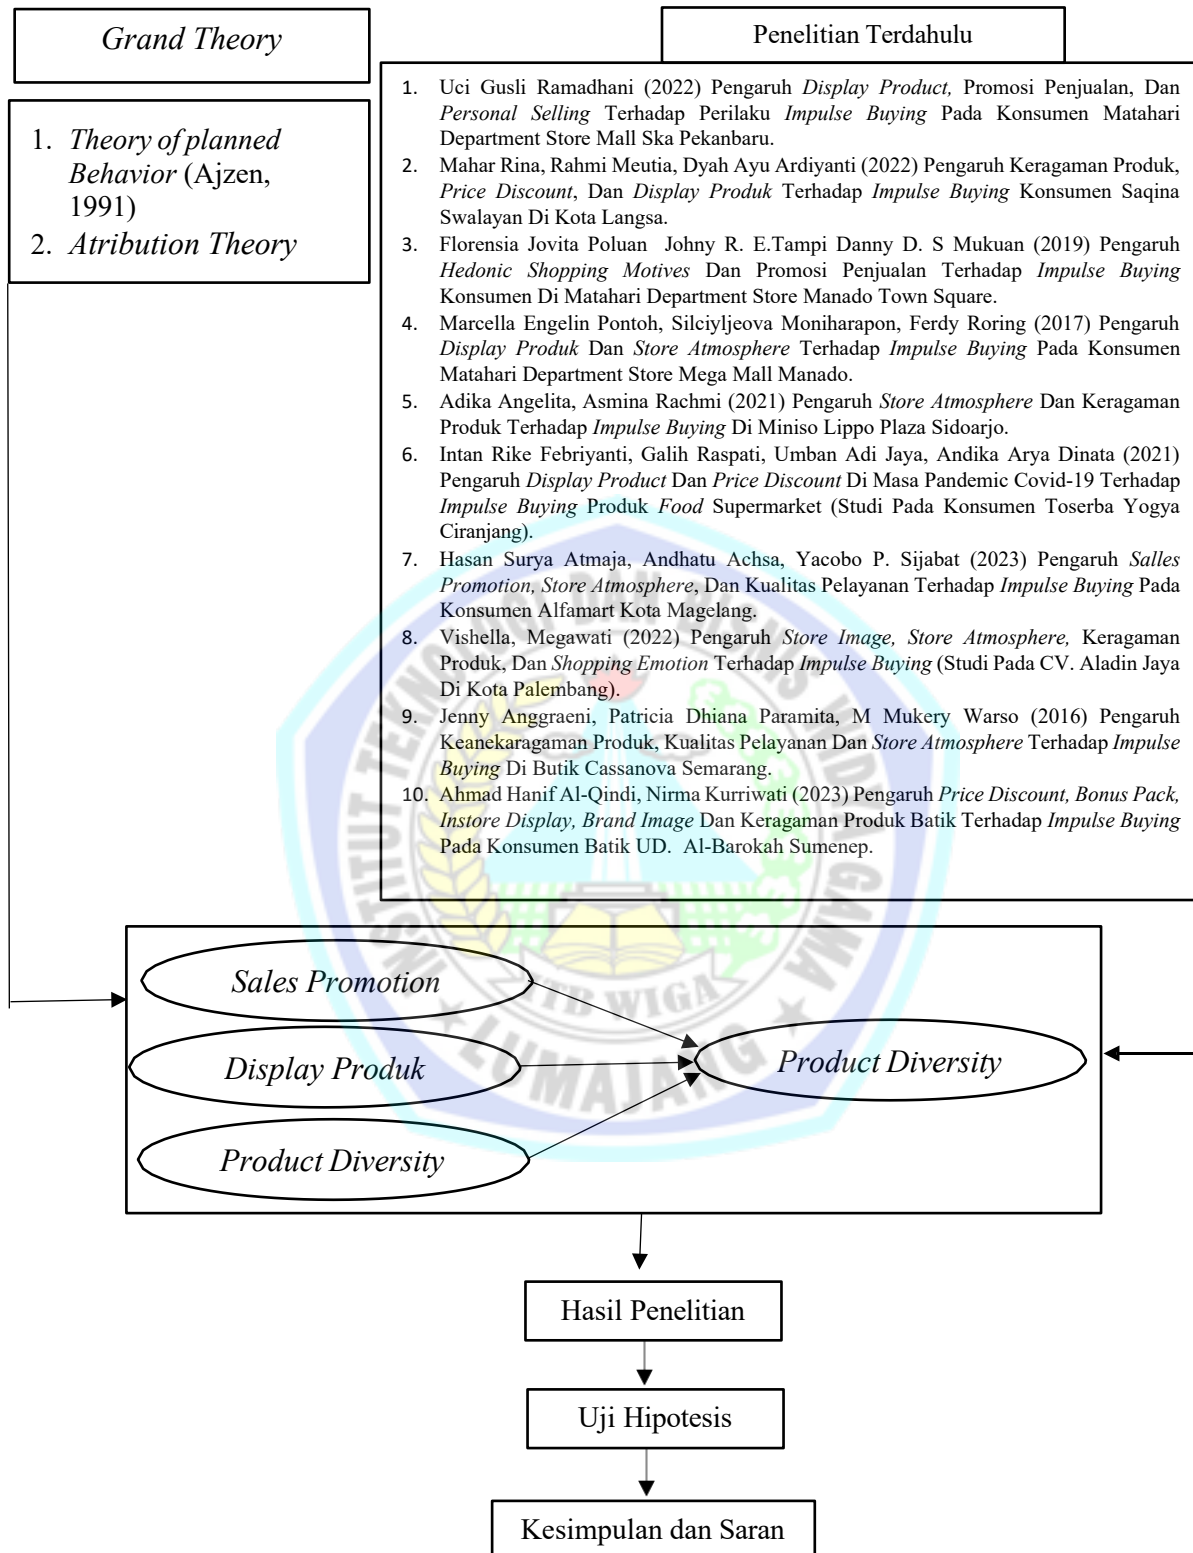 Grand Theory
Penelitian Terdahulu
1. Theory of planned
Behavior (Ajzen,
1991)
2. Atribution Theory
1. Uci Gusli Ramadhani (2022) Pengaruh Display Product, Promosi Penjualan, Dan
Personal Selling Terhadap Perilaku Impulse Buying Pada Konsumen Matahari
Department Store Mall Ska Pekanbaru.
2. Mahar Rina, Rahmi Meutia, Dyah Ayu Ardiyanti (2022) Pengaruh Keragaman Produk,
Price Discount, Dan Display Produk Terhadap Impulse Buying Konsumen Saqina
Swalayan Di Kota Langsa.
3. Florensia Jovita Poluan Johny R. E.Tampi Danny D. S Mukuan (2019) Pengaruh
Hedonic Shopping Motives Dan Promosi Penjualan Terhadap Impulse Buying
Konsumen Di Matahari Department Store Manado Town Square.
4. Marcella Engelin Pontoh, Silciyljeova Moniharapon, Ferdy Roring (2017) Pengaruh
Display Produk Dan Store Atmosphere Terhadap Impulse Buying Pada Konsumen
Matahari Department Store Mega Mall Manado.
5. Adika Angelita, Asmina Rachmi (2021) Pengaruh Store Atmosphere Dan Keragaman
Produk Terhadap Impulse Buying Di Miniso Lippo Plaza Sidoarjo.
6. Intan Rike Febriyanti, Galih Raspati, Umban Adi Jaya, Andika Arya Dinata (2021)
Pengaruh Display Product Dan Price Discount Di Masa Pandemic Covid-19 Terhadap
Impulse Buying Produk Food Supermarket (Studi Pada Konsumen Toserba Yogya
Ciranjang).
7. Hasan Surya Atmaja, Andhatu Achsa, Yacobo P. Sijabat (2023) Pengaruh Salles
Promotion, Store Atmosphere, Dan Kualitas Pelayanan Terhadap Impulse Buying Pada
Konsumen Alfamart Kota Magelang.
8. Vishella, Megawati (2022) Pengaruh Store Image, Store Atmosphere, Keragaman
Produk, Dan Shopping Emotion Terhadap Impulse Buying (Studi Pada CV. Aladin Jaya
Di Kota Palembang).
9. Jenny Anggraeni, Patricia Dhiana Paramita, M Mukery Warso (2016) Pengaruh
Keanekaragaman Produk, Kualitas Pelayanan Dan Store Atmosphere Terhadap Impulse
Buying Di Butik Cassanova Semarang.
10. Ahmad Hanif Al-Qindi, Nirma Kurriwati (2023) Pengaruh Price Discount, Bonus Pack,
Instore Display, Brand Image Dan Keragaman Produk Batik Terhadap Impulse Buying
Pada Konsumen Batik UD. Al-Barokah Sumenep.
INSTITUT TEKNOLOGI DAN BISNIS WIDYA GAMA
ITB WIGA
LUMAJANG
Sales Promotion
Display Produk
Product Diversity
Product Diversity
Hasil Penelitian
Uji Hipotesis
Kesimpulan dan Saran